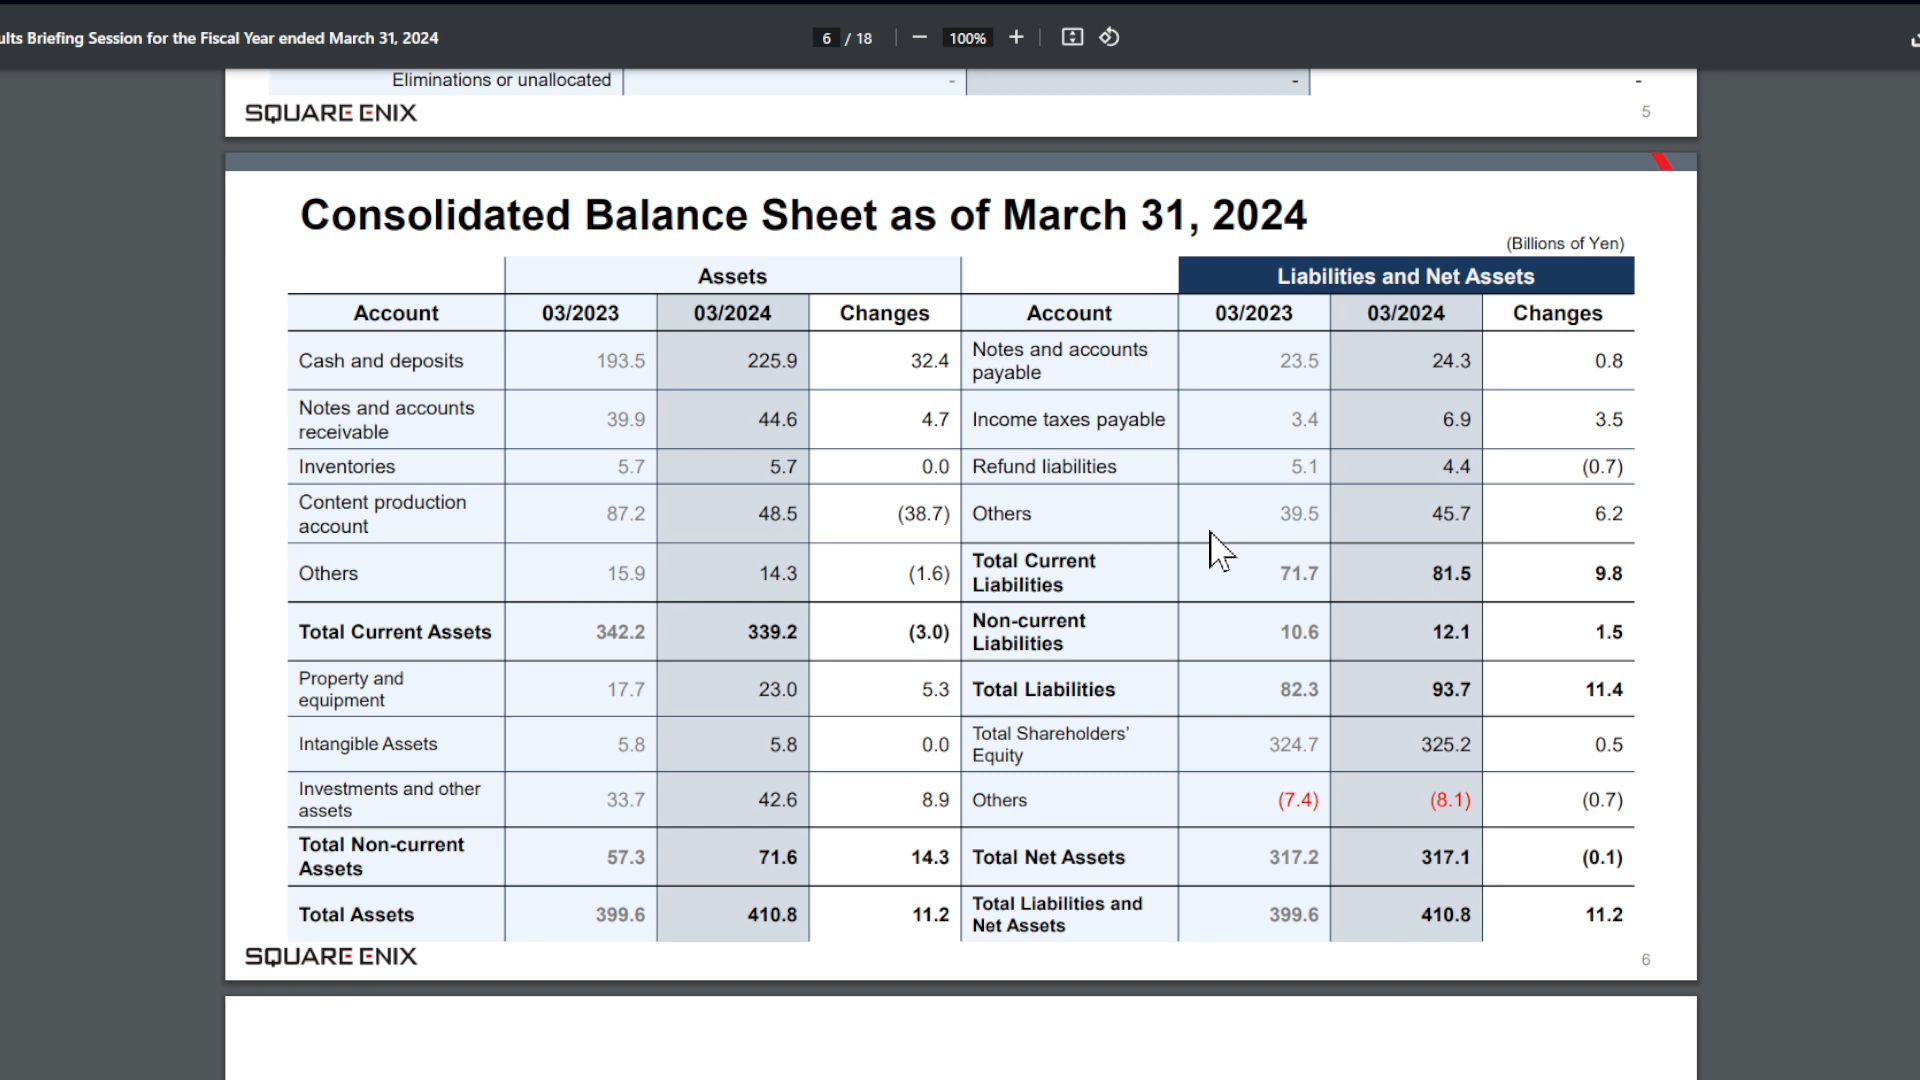 ults Briefing Session for the Fiscal Year ended March 31, 2024
6 / 18
100%
Eliminations or unallocated - - -
SQUARE ENIX
5
Consolidated Balance Sheet as of March 31, 2024
(Billions of Yen)
Assets Liabilities and Net Assets
Account 03/2023 03/2024 Changes Account 03/2023 03/2024 Changes
Cash and deposits 193.5 225.9 32.4 Notes and accounts payable 23.5 24.3 0.8
Notes and accounts receivable 39.9 44.6 4.7 Income taxes payable 3.4 6.9 3.5
Inventories 5.7 5.7 0.0 Refund liabilities 5.1 4.4 (0.7)
Content production account 87.2 48.5 (38.7) Others 39.5 45.7 6.2
Others 15.9 14.3 (1.6) Total Current Liabilities 71.7 81.5 9.8
Total Current Assets 342.2 339.2 (3.0) Non-current Liabilities 10.6 12.1 1.5
Property and equipment 17.7 23.0 5.3 Total Liabilities 82.3 93.7 11.4
Intangible Assets 5.8 5.8 0.0 Total Shareholders' Equity 324.7 325.2 0.5
Investments and other assets 33.7 42.6 8.9 Others (7.4) (8.1) (0.7)
Total Non-current Assets 57.3 71.6 14.3 Total Net Assets 317.2 317.1 (0.1)
Total Assets 399.6 410.8 11.2 Total Liabilities and Net Assets 399.6 410.8 11.2
SQUARE ENIX
6